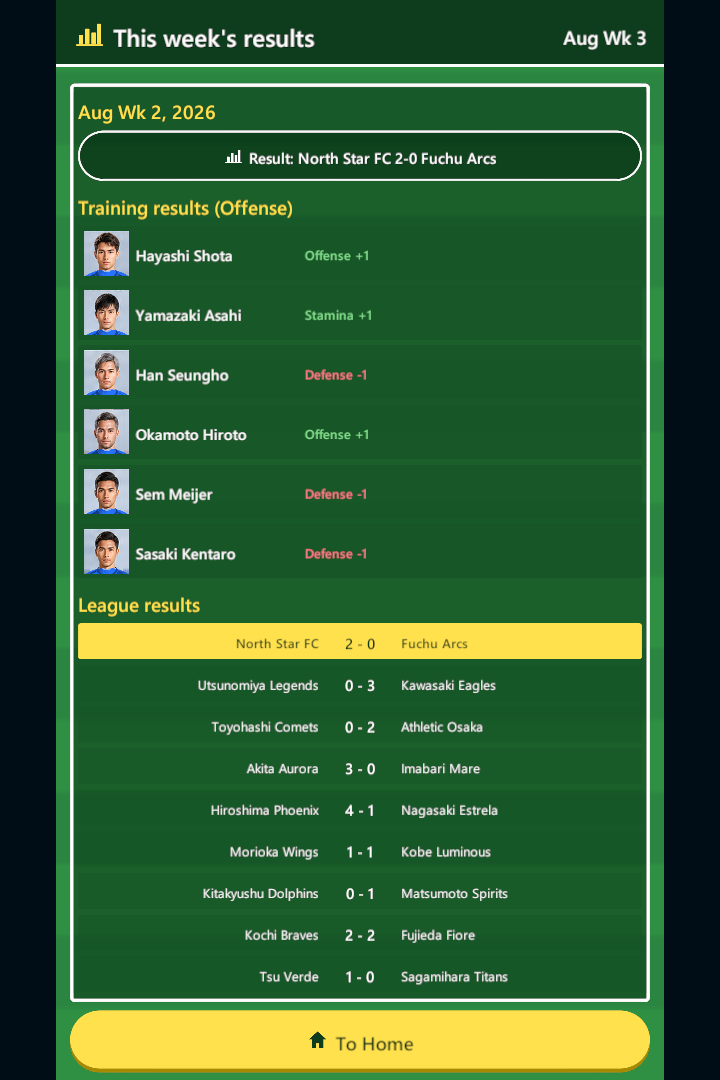 This week's results
Aug Wk 3
Aug Wk 2, 2026
Result: North Star FC 2-0 Fuchu Arcs
Training results (Offense)
Hayashi Shota Offense +1
Yamazaki Asahi Stamina +1
Han Seungho Defense -1
Okamoto Hiroto Offense +1
Sem Meijer Defense -1
Sasaki Kentaro Defense -1
League results
North Star FC 2 - 0 Fuchu Arcs
Utsunomiya Legends 0 - 3 Kawasaki Eagles
Toyohashi Comets 0 - 2 Athletic Osaka
Akita Aurora 3 - 0 Imabari Mare
Hiroshima Phoenix 4 - 1 Nagasaki Estrela
Morioka Wings 1 - 1 Kobe Luminous
Kitakyushu Dolphins 0 - 1 Matsumoto Spirits
Kochi Braves 2 - 2 Fujieda Fiore
Tsu Verde 1 - 0 Sagamihara Titans
To Home